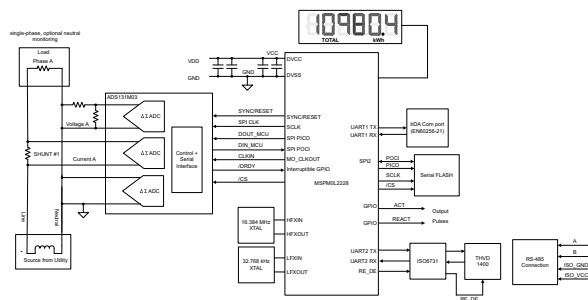 10980.4
TOTAL
kWh
single-phase, optional neutral
monitoring
Load
Phase A
VCC
VDD
DVCC
GND
GND
DVSS
ADS131M03
ΔΣ ADC
Voltage A
SHUNT #1
ΔΣ ADC
Current A
ΔΣ ADC
Control +
Serial
Interface
SYNC/RESET
SPI CLK
DOUT_MCU
DIN_MCU
CLKIN
/DRDY
/CS
SYNC/RESET
SCLK
SPI PICO
SPI POCI
MO_CLKOUT
Interruptible GPIO
MSPM0L2228
UART1 TX
UART1 RX
IrDA Com port
(EN60256-21)
SPI2
POCI
PICO
SCLK
/CS
Serial FLASH
GPIO
ACT
GPIO
REACT
Output
Pulses
16.384 MHz
XTAL
HFXIN
HFXOUT
32.768 kHz
XTAL
LFXIN
LFXOUT
UART2 TX
UART2 RX
RE_DE
ISO6731
THVD
1400
RE_DE
RS-485
Connection
A
B
ISO_GND
ISO_VCC
Line
Neutral
-
Source from Utility